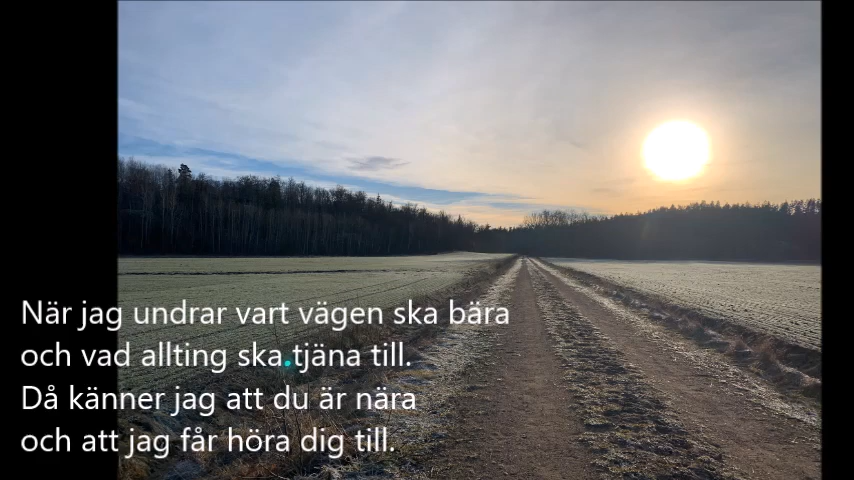 När jag undrar vart vägen ska bära
och vad allting ska tjäna till.
Då känner jag att du är nära
och att jag får höra dig till.